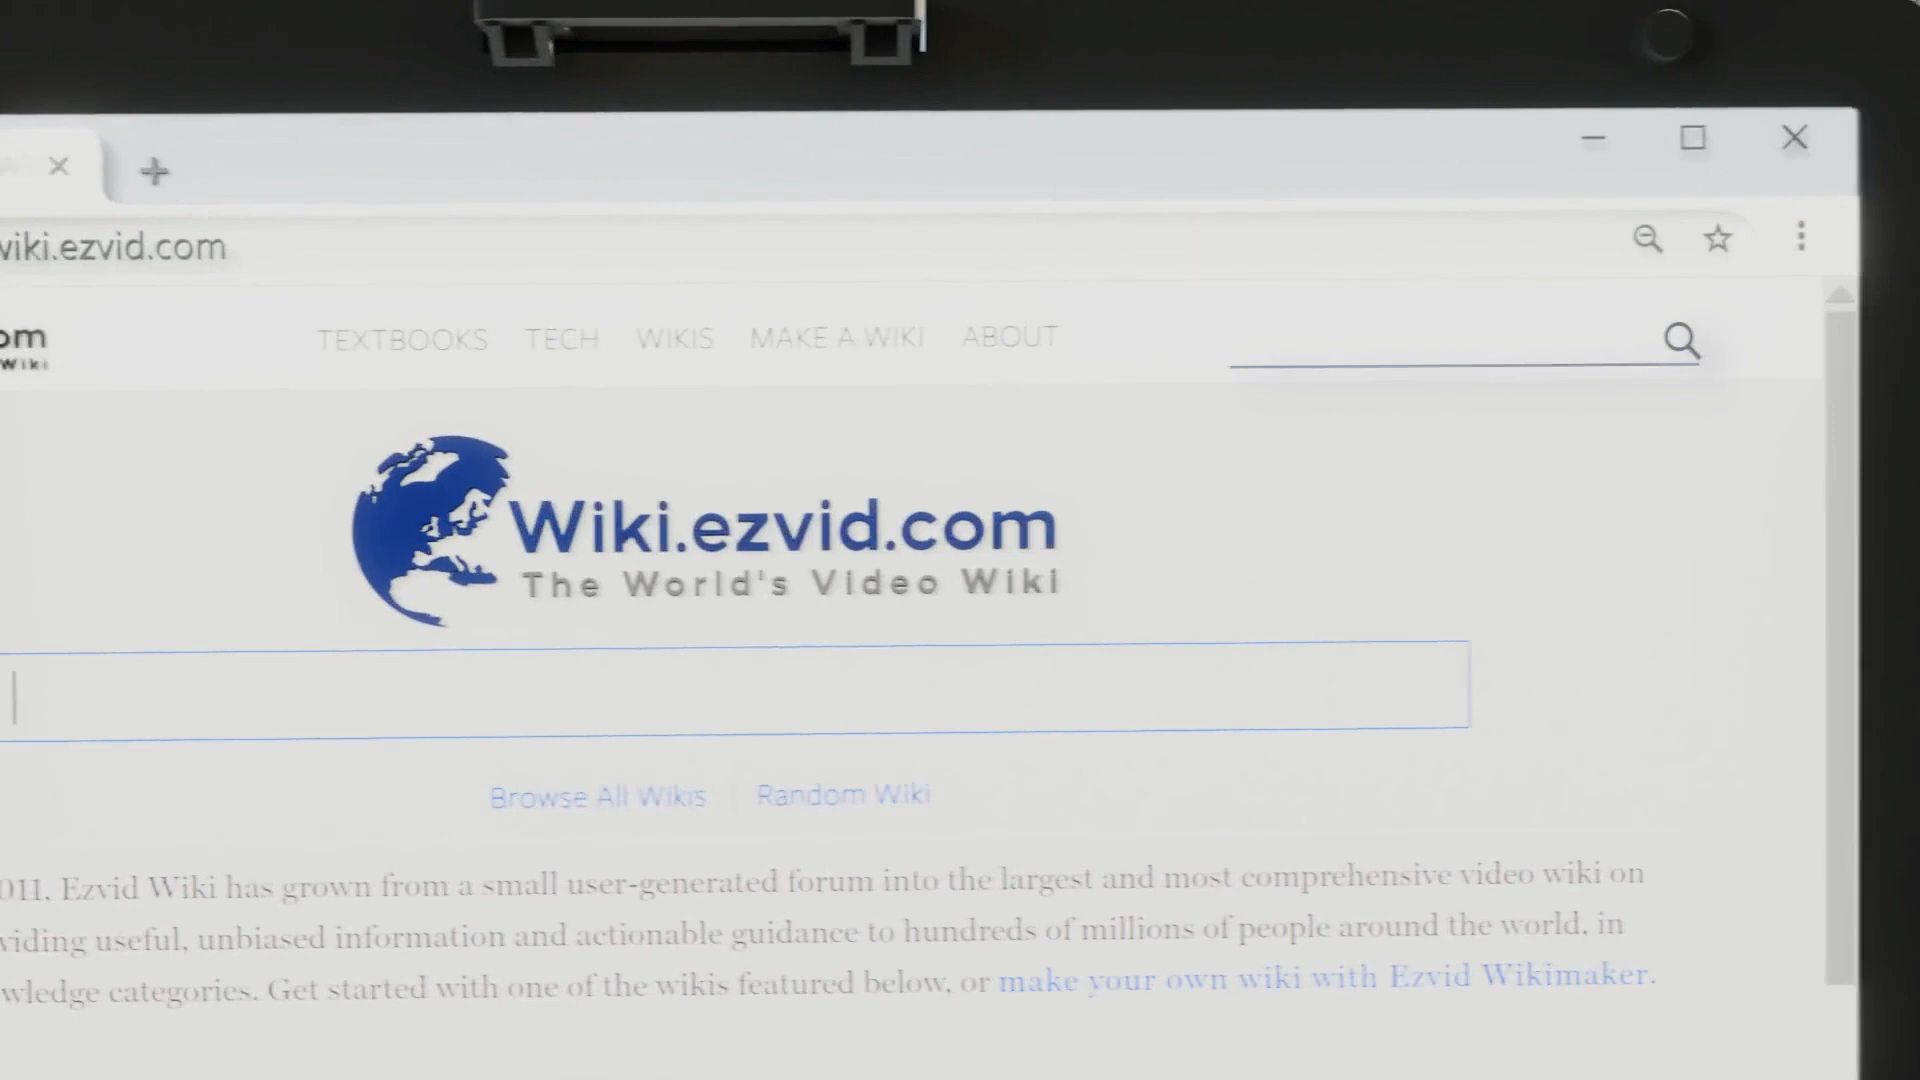 wiki.ezvid.com
om
Wiki
TEXTBOOKS TECH WIKIS MAKE A WIKI ABOUT
Wiki.ezvid.com
The World's Video Wiki
Browse All Wikis | Random Wiki
011, Ezvid Wiki has grown from a small user-generated forum into the largest and most comprehensive video wiki on
viding useful, unbiased information and actionable guidance to hundreds of millions of people around the world, in
wledge categories. Get started with one of the wikis featured below, or make your own wiki with Ezvid Wikimaker.